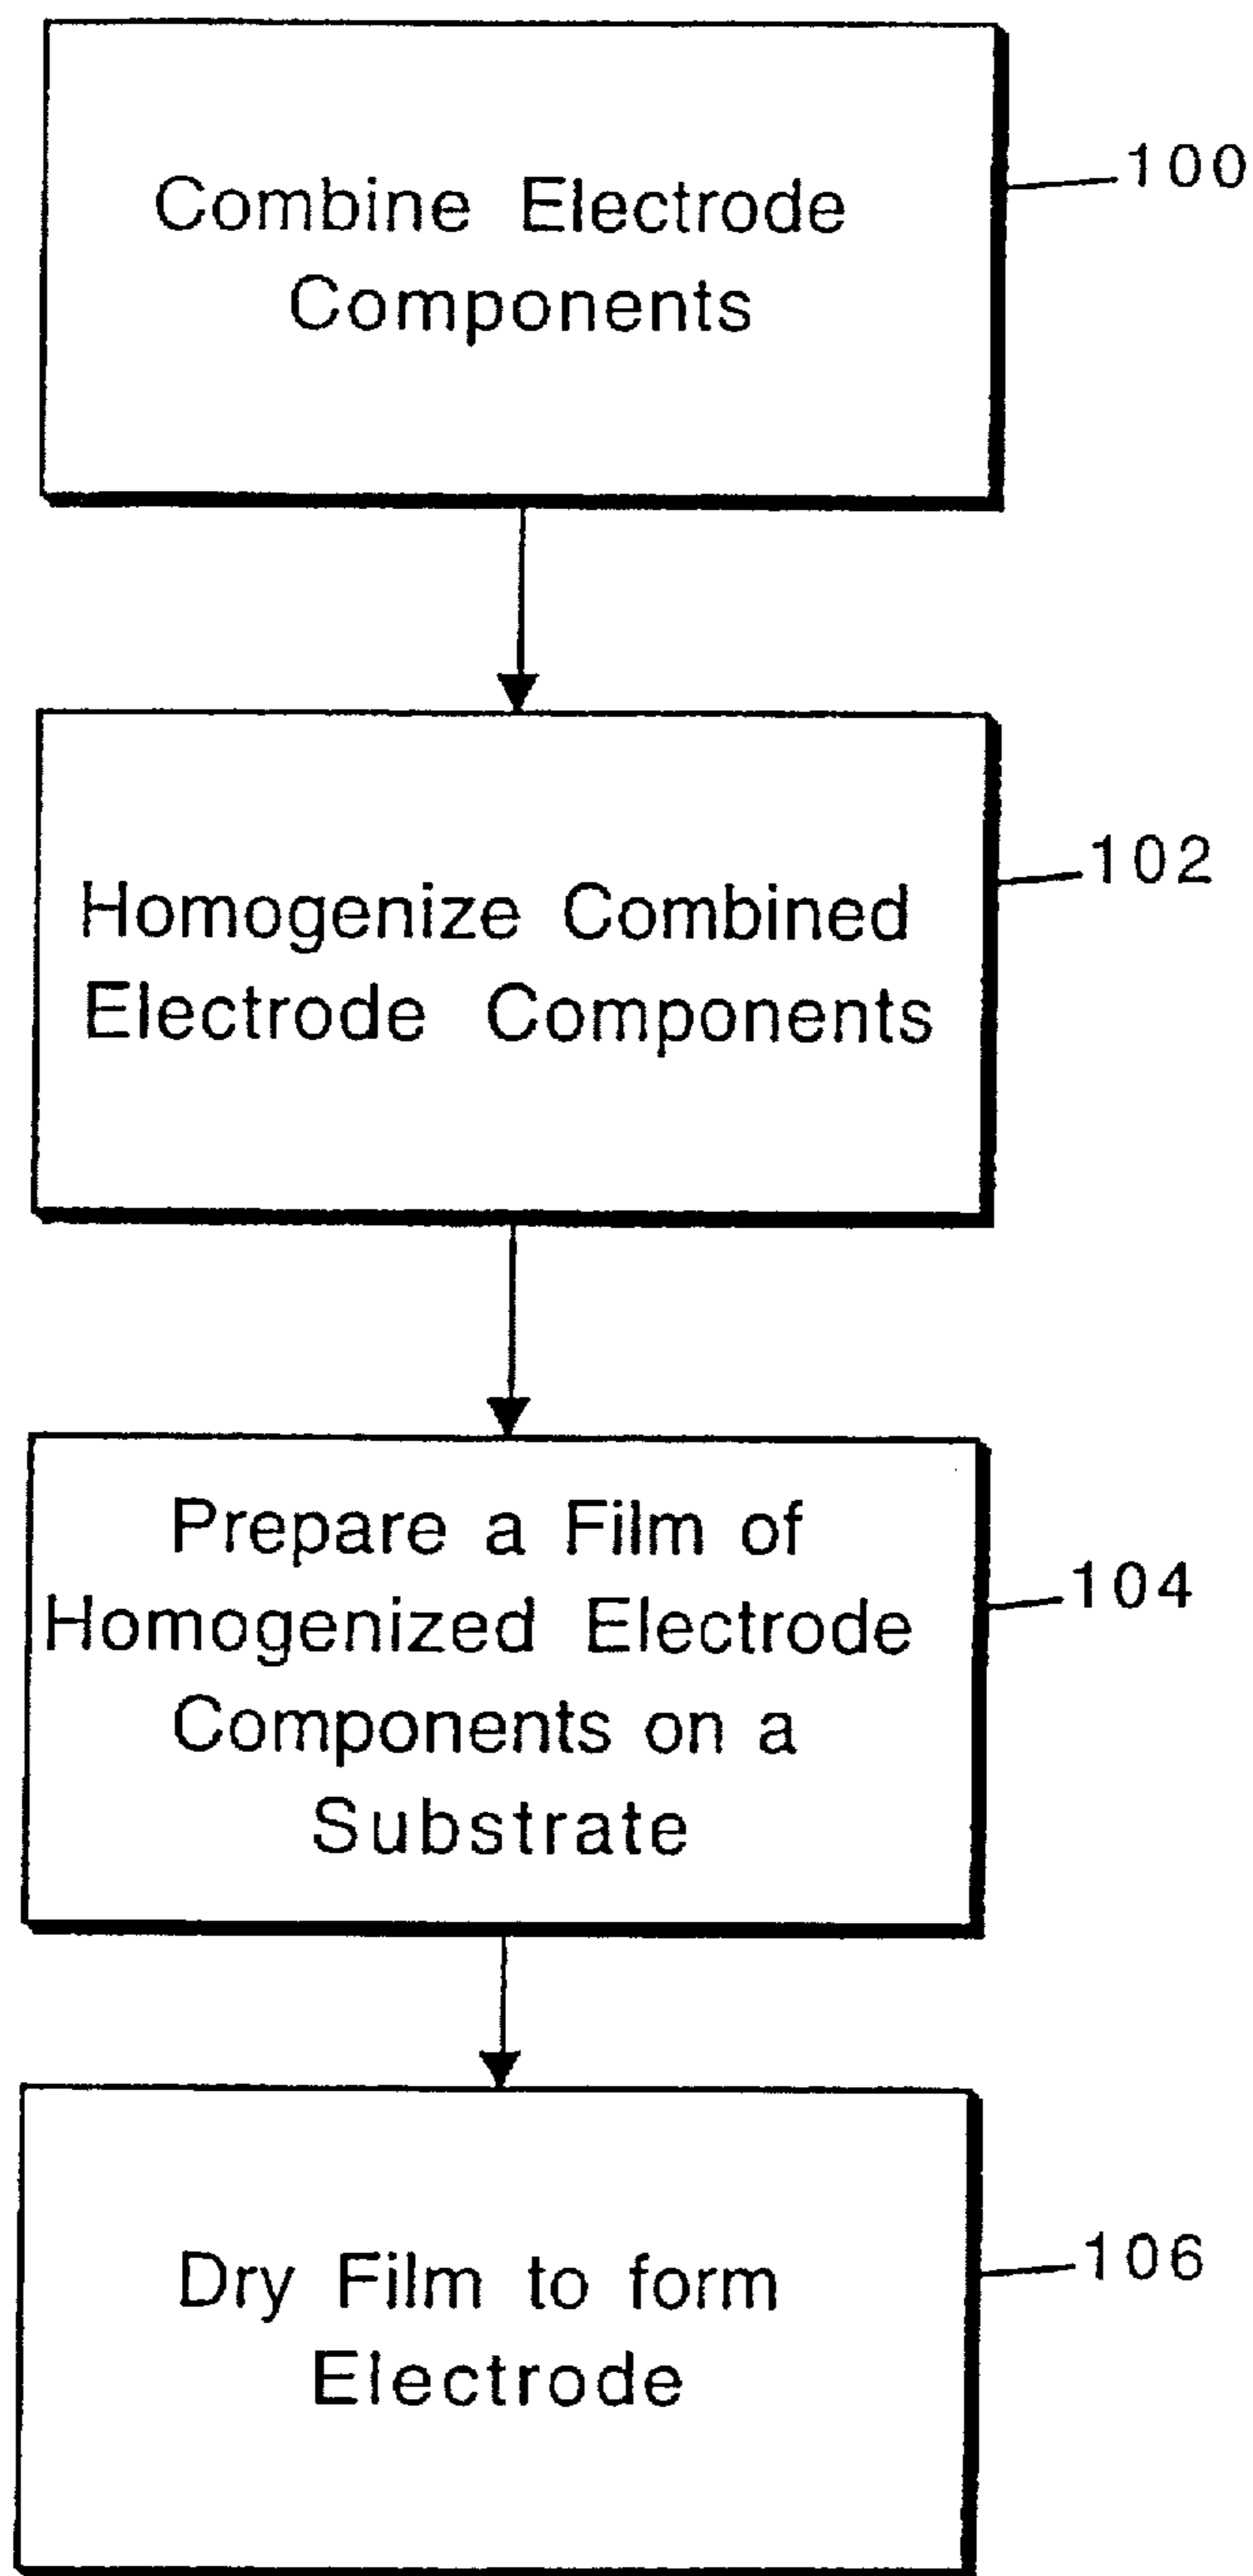 Combine Electrode
Components
100
Homogenize Combined
Electrode Components
102
Prepare a Film of
Homogenized Electrode
Components on a
Substrate
104
Dry Film to form
Electrode
106